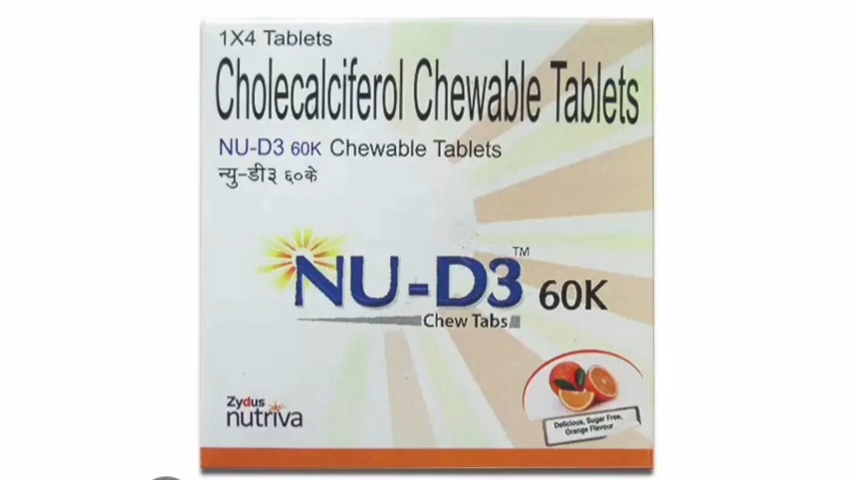 1X4 Tablets
Cholecalciferol Chewable Tablets
NU-D3 60K Chewable Tablets
न्यु-डी३ ६०के
NU-D3™ 60K
Chew Tabs
Zydus
nutriva
Delicious, Sugar Free,
Orange Flavour